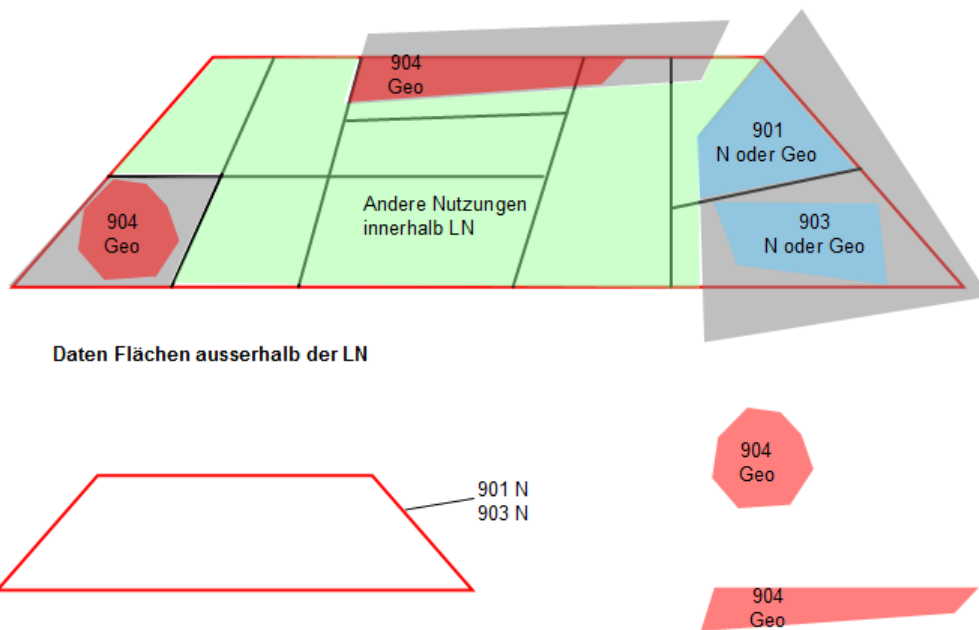 904
Geo
901
N oder Geo
Andere Nutzungen
innerhalb LN
904
Geo
903
N oder Geo
Daten Flächen ausserhalb der LN
901 N
903 N
904
Geo
904
Geo